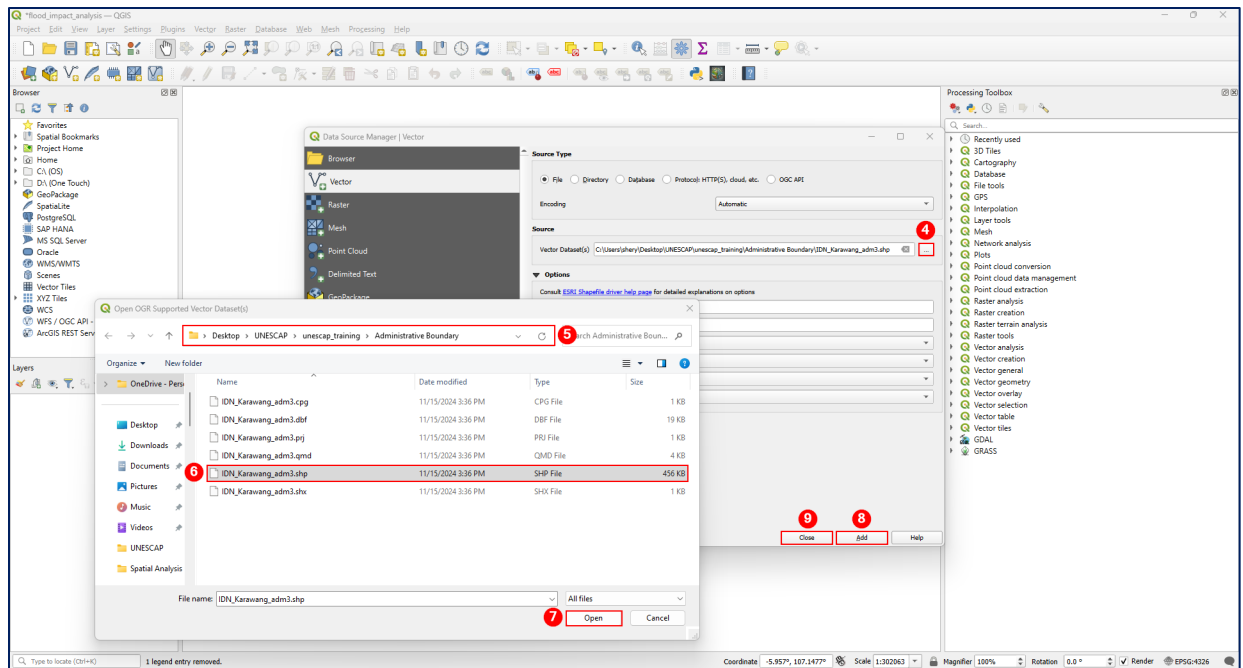 *flood_impact_analysis — QGIS
Project Edit View Layer Settings Plugins Vector Raster Database Web Mesh Processing Help
Browser
Favorites
Spatial Bookmarks
Project Home
Home
C:\ (OS)
D:\ (One Touch)
GeoPackage
SpatiaLite
PostgreSQL
SAP HANA
MS SQL Server
Oracle
WMS/WMTS
Scenes
Vector Tiles
XYZ Tiles
WCS
WFS / OGC API -
ArcGIS REST Serv
Layers
Data Source Manager | Vector
Browser
Vector
Raster
Mesh
Point Cloud
Delimited Text
GeoPackage
Source Type
File Directory Database Protocol: HTTP(S), cloud, etc. OGC API
Encoding Automatic
Source
4
Vector Dataset(s) C:\Users\shery\Desktop\UNESCAP\unescap_training\Administrative Boundary\IDN_Karawang_adm3.shp ...
Options
Consult ESRI Shapefile driver help page for detailed explanations on options
9 8
Close Add Help
Open OGR Supported Vector Dataset(s)
Desktop > UNESCAP > unescap_training > Administrative Boundary 5 rch Administrative Boun...
Organize New folder
OneDrive - Pers
Desktop
Downloads
Documents
Pictures
Music
Videos
UNESCAP
Spatial Analysis
Name Date modified Type Size
IDN_Karawang_adm3.cpg 11/15/2024 3:36 PM CPG File 1 KB
IDN_Karawang_adm3.dbf 11/15/2024 3:36 PM DBF File 19 KB
IDN_Karawang_adm3.prj 11/15/2024 3:36 PM PRJ File 1 KB
IDN_Karawang_adm3.qmd 11/15/2024 3:36 PM QMD File 4 KB
6 IDN_Karawang_adm3.shp 11/15/2024 3:36 PM SHP File 456 KB
IDN_Karawang_adm3.shx 11/15/2024 3:36 PM SHX File 1 KB
File name: IDN_Karawang_adm3.shp All files
7 Open Cancel
Processing Toolbox
Search...
Recently used
3D Tiles
Cartography
Database
File tools
GPS
Interpolation
Layer tools
Mesh
Network analysis
Plots
Point cloud conversion
Point cloud data management
Point cloud extraction
Raster analysis
Raster creation
Raster terrain analysis
Raster tools
Vector analysis
Vector creation
Vector general
Vector geometry
Vector overlay
Vector selection
Vector table
Vector tiles
GDAL
GRASS
Type to locate (Ctrl+K) 1 legend entry removed. Coordinate -5.957°, 107.1477° Scale 1:302063 Magnifier 100% Rotation 0.0 ° Render EPSG:4326